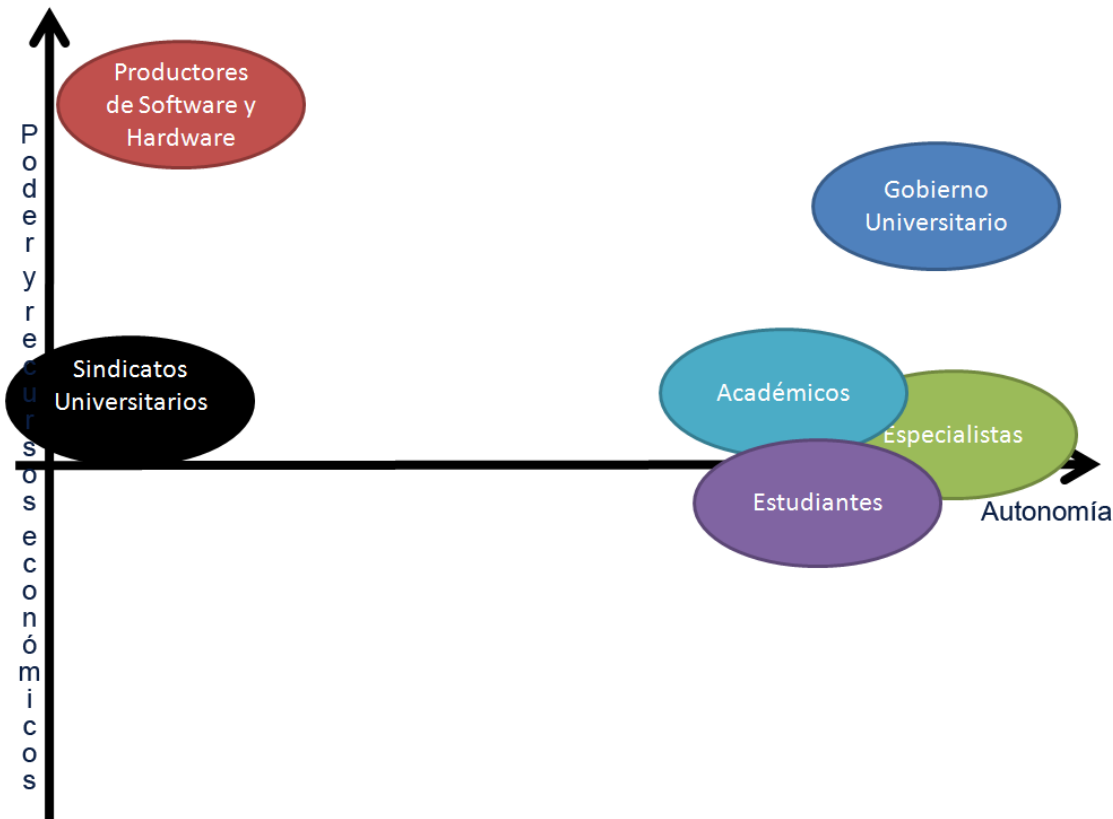 Productores
de Software y
Hardware
Gobierno
Universitario
Poder y recursos económicos
Sindicatos
Universitarios
Académicos
Especialistas
Estudiantes
Autonomía